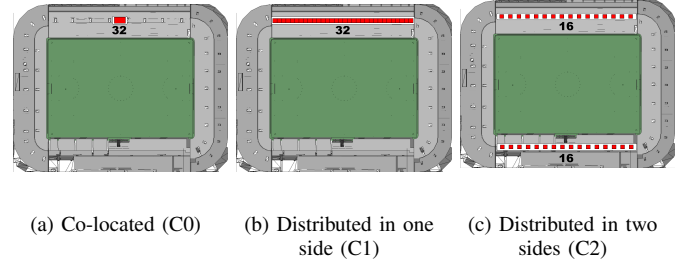 32
32
16
16
(a) Co-located (C0)
(b) Distributed in one
side (C1)
(c) Distributed in two
sides (C2)